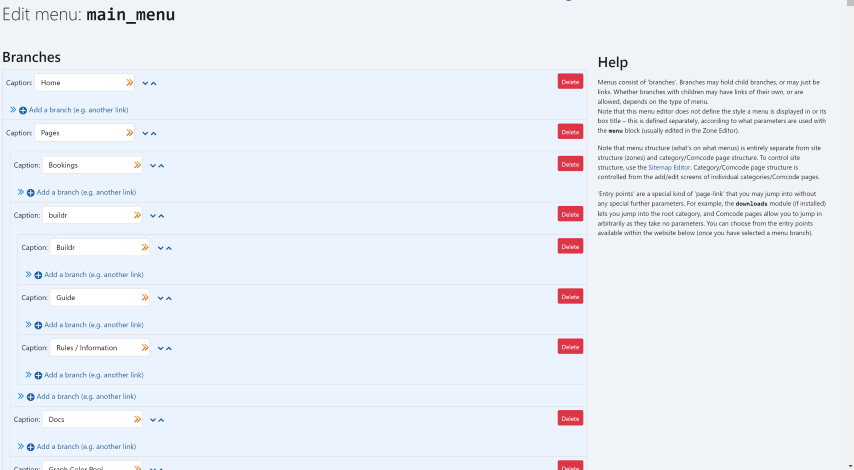 Edit menu: main_menu
Branches
Caption: Home Delete
Add a branch (e.g. another link)
Caption: Pages
Caption: Bookings Delete
Add a branch (e.g. another link)
Caption: buildr Delete
Caption: Buildr Delete
Add a branch (e.g. another link)
Caption: Guide Delete
Add a branch (e.g. another link)
Caption: Rules / Information Delete
Add a branch (e.g. another link)
Add a branch (e.g. another link)
Caption: Docs Delete
Add a branch (e.g. another link)
Caption: Graph Color Pool Delete
Help
Menus consist of 'branches'. Branches may hold child branches, or may just be
links. Whether branches with children may have links of their own, or are
allowed, depends on the type of menu.
Note that this menu editor does not define the style a menu is displayed in or its
box title – this is defined separately, according to what parameters are used with
the menu block (usually edited in the Zone Editor).
Note that menu structure (what's on what menus) is entirely separate from site
structure (zones) and category/Comcode page structure. To control site
structure, use the Sitemap Editor. Category/Comcode page structure is
controlled from the add/edit screens of individual categories/Comcode pages.
'Entry points' are a special kind of 'page-link' that you may jump into without
any special further parameters. For example, the downloads module (if installed)
lets you jump into the root category, and Comcode pages allow you to jump in
arbitrarily as they take no parameters. You can choose from the entry points
available within the website below (once you have selected a menu branch).